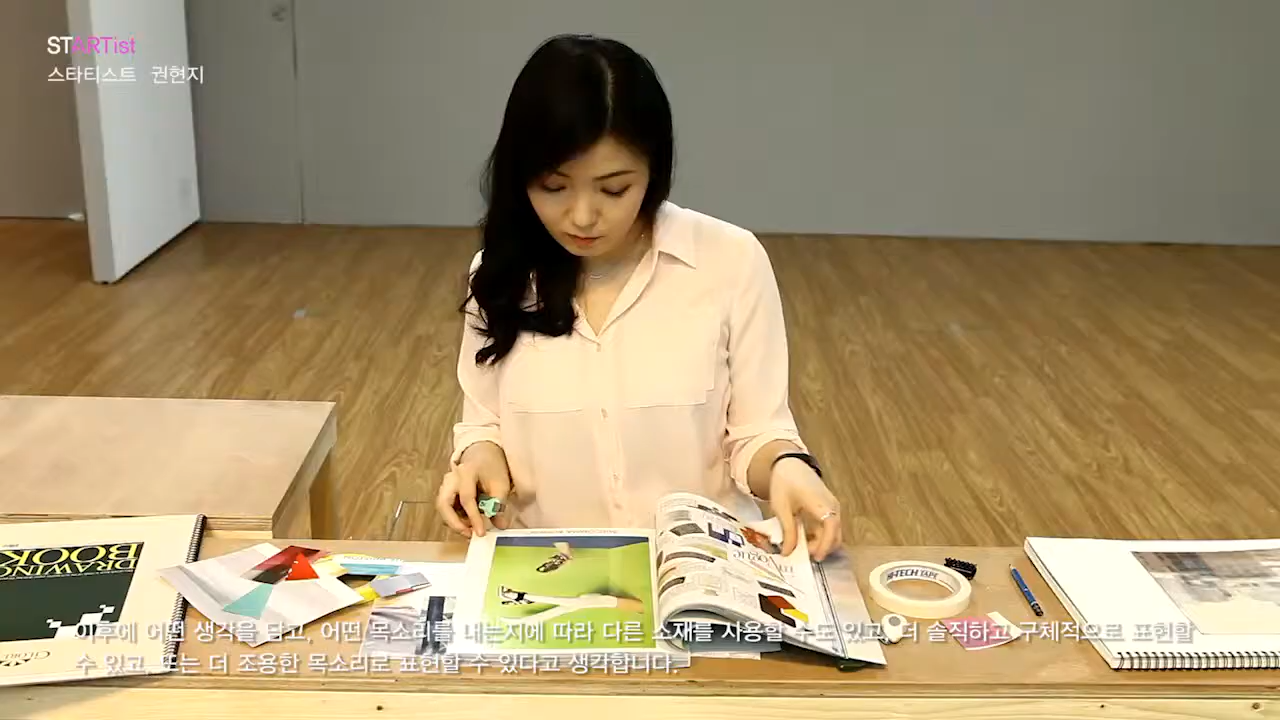 STARTist
스타티스트 권현지
DRAWING
BOOK
HI-TECH TAPE
이후에 어떤 생각을 담고, 어떤 목소리를 내는지에 따라 다른 소재를 사용할 수도 있고, 더 솔직하고 구체적으로 표현할
수 있고, 또는 더 조용한 목소리로 표현할 수 있다고 생각합니다.